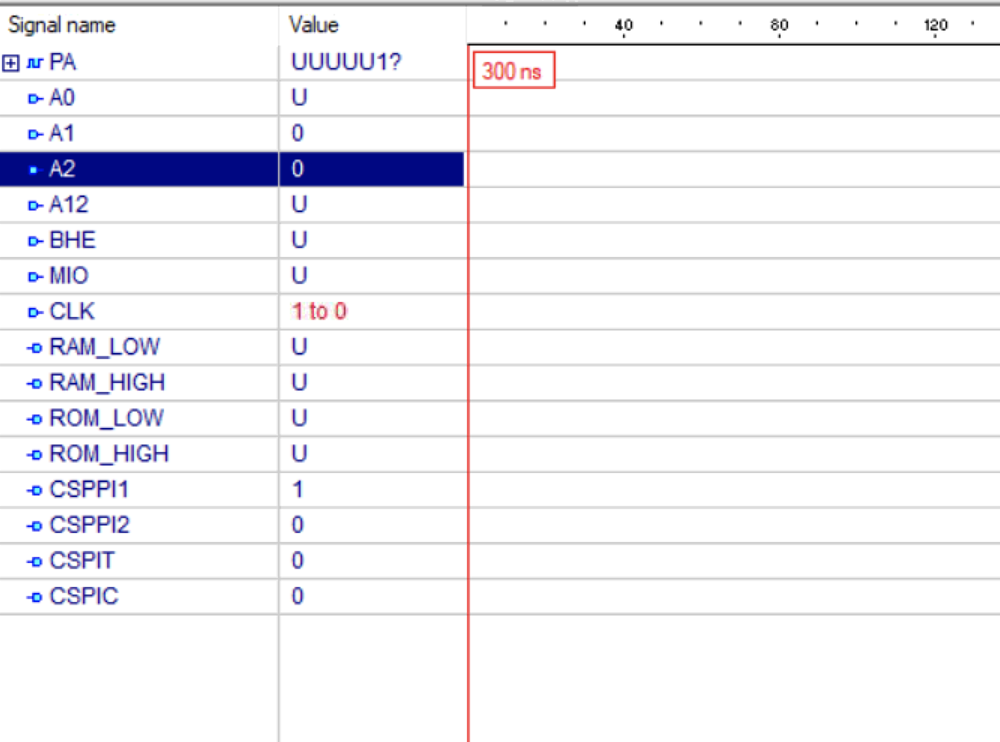 Signal name Value 40 80 120
PA UUUUU1? 300 ns
A0 U
A1 0
A2 0
A12 U
BHE U
MIO U
CLK 1 to 0
RAM_LOW U
RAM_HIGH U
ROM_LOW U
ROM_HIGH U
CSPPI1 1
CSPPI2 0
CSPIT 0
CSPIC 0